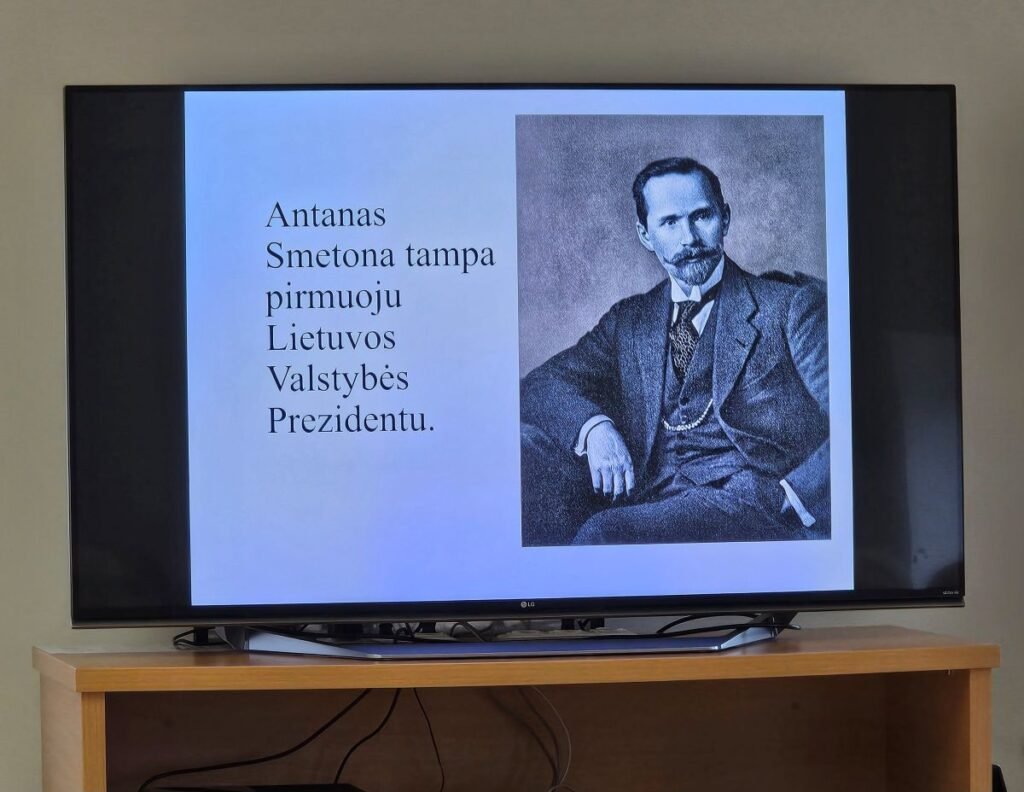 Antanas
Smetona tampa
pirmuoju
Lietuvos
Valstybės
Prezidentu.
LG